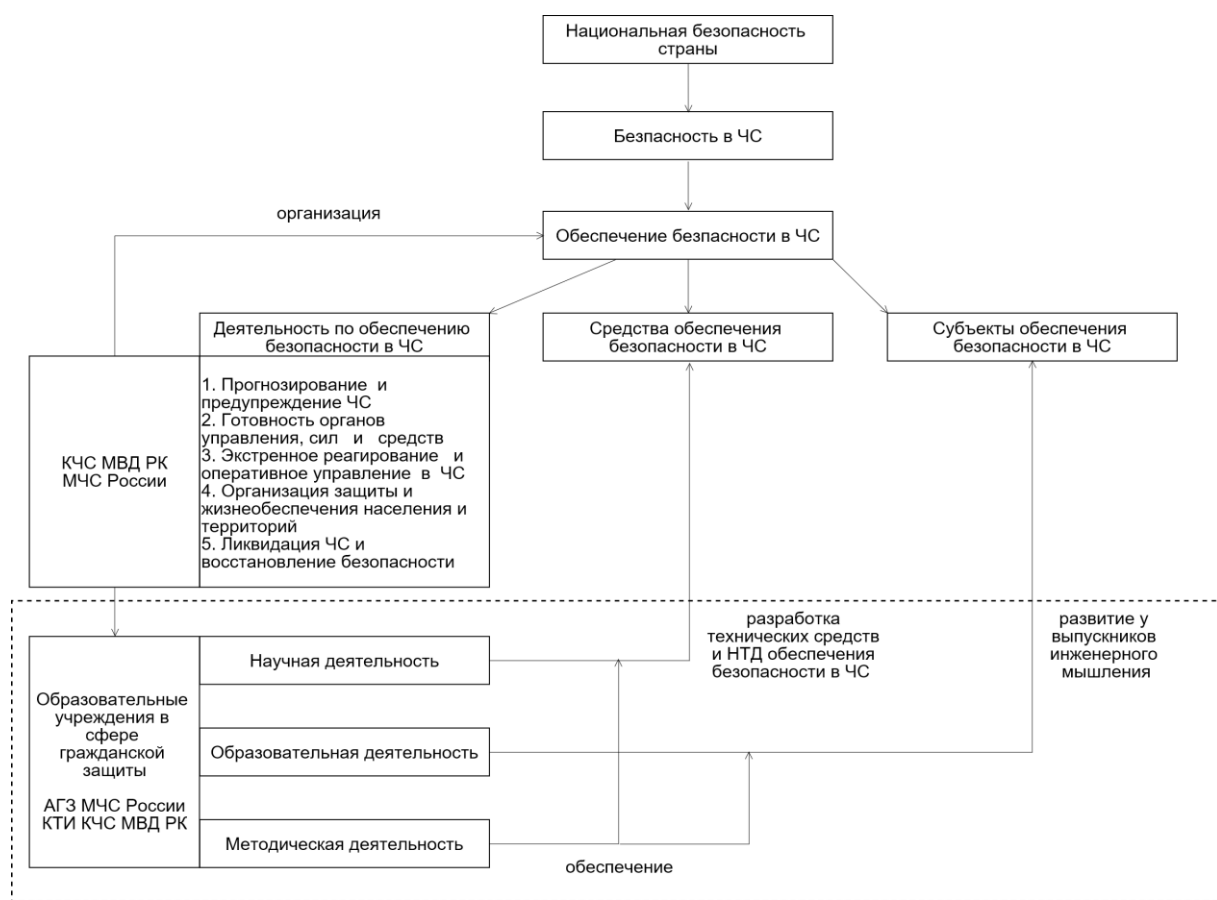 Национальная безопасность
страны
Безпасность в ЧС
организация
Обеспечение безпасности в ЧС
Деятельность по обеспечению
безопасности в ЧС
Средства обеспечения
безопасности в ЧС
Субъекты обеспечения
безопасности в ЧС
КЧС МВД РК
МЧС России
1. Прогнозирование и
предупреждение ЧС
2. Готовность органов
управления, сил и средств
3. Экстренное реагирование и
оперативное управление в ЧС
4. Организация защиты и
жизнеобеспечения населения и
территорий
5. Ликвидация ЧС и
восстановление безопасности
разработка
технических средств
и НТД обеспечения
безопасности в ЧС
развитие у
выпускников
инженерного
мышления
Образовательные
учреждения в
сфере
гражданской
защиты
АГЗ МЧС России
КТИ КЧС МВД РК
Научная деятельность
Образовательная деятельность
Методическая деятельность
обеспечение